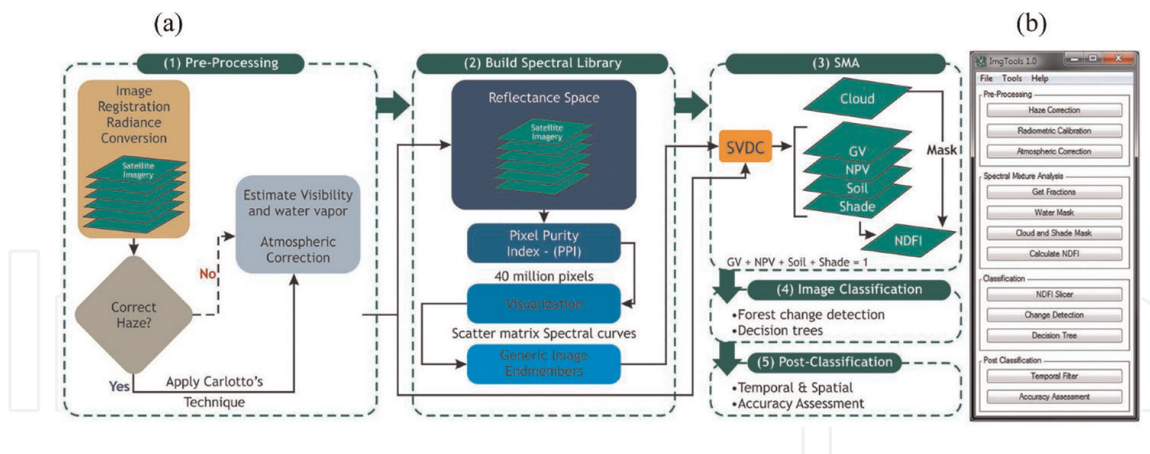 (a)
(1) Pre-Processing
Image
Registration
Radiance
Conversion
Satellite
Imagery
Estimate Visibility
and water vapor
Atmospheric
Correction
No
Correct
Haze?
Yes
Apply Carlotto's
Technique
(2) Build Spectral Library
Reflectance Space
Satellite
Imagery
Pixel Purity
Index - (PPI)
40 million pixels
Visualization
Scatter matrix Spectral curves
Generic Image
Endmembers
(3) SMA
Cloud
SVDC
GV
NPV
Soil
Shade
Mask
NDFI
GV + NPV + Soil + Shade = 1
(4) Image Classification
•Forest change detection
•Decision trees
(5) Post-Classification
•Temporal & Spatial
•Accuracy Assessment
(b)
ImgTools 1.0
File Tools Help
Pre-Processing
Haze Correction
Radiometric Calibration
Atmospheric Correction
Spectral Mixture Analysis
Get Fractions
Water Mask
Cloud and Shade Mask
Calculate NDFI
Classification
NDFI Slicer
Change Detection
Decision Tree
Post Classification
Temporal Filter
Accuracy Assessment